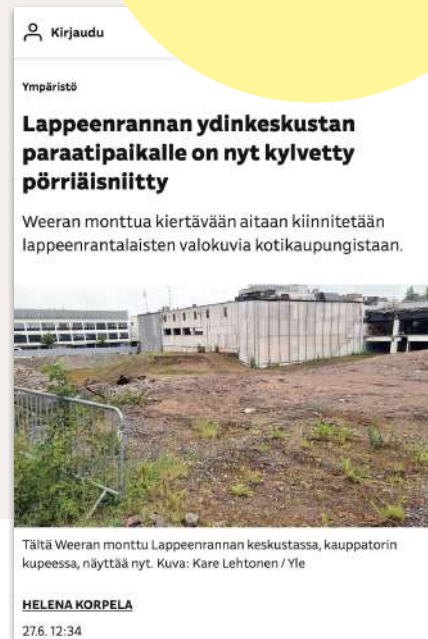 Kirjaudu
Ympäristö
Lappeenrannan ydinkeskustan
paraatipaikalle on nyt kylvetty
pörriäisniitty
Weeran monttua kiertävään aitaan kiinnitetään
lappeenrantalaisten valokuvia kotikaupungistaan.
Tältä Weeran monttu Lappeenrannan keskustassa, kauppatorin
kupeessa, näyttää nyt. Kuva: Kare Lehtonen / Yle
HELENA KORPELA
27.6. 12:34